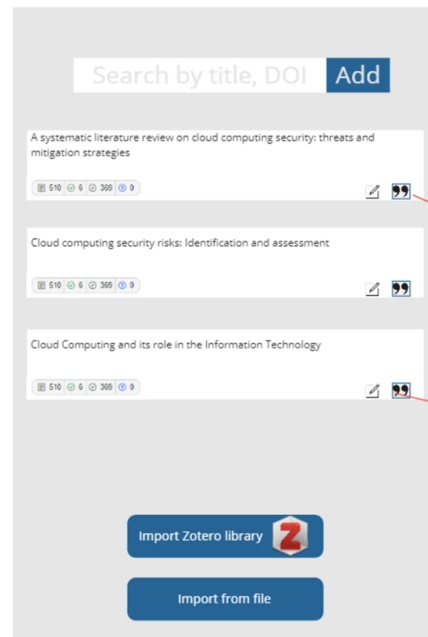 Search by title, DOI Add
A systematic literature review on cloud computing security: threats and
mitigation strategies
510 6 369 0
Cloud computing security risks: Identification and assessment
510 6 369 0
Cloud Computing and its role in the Information Technology
510 6 369 0
Import Zotero library Z
Import from file